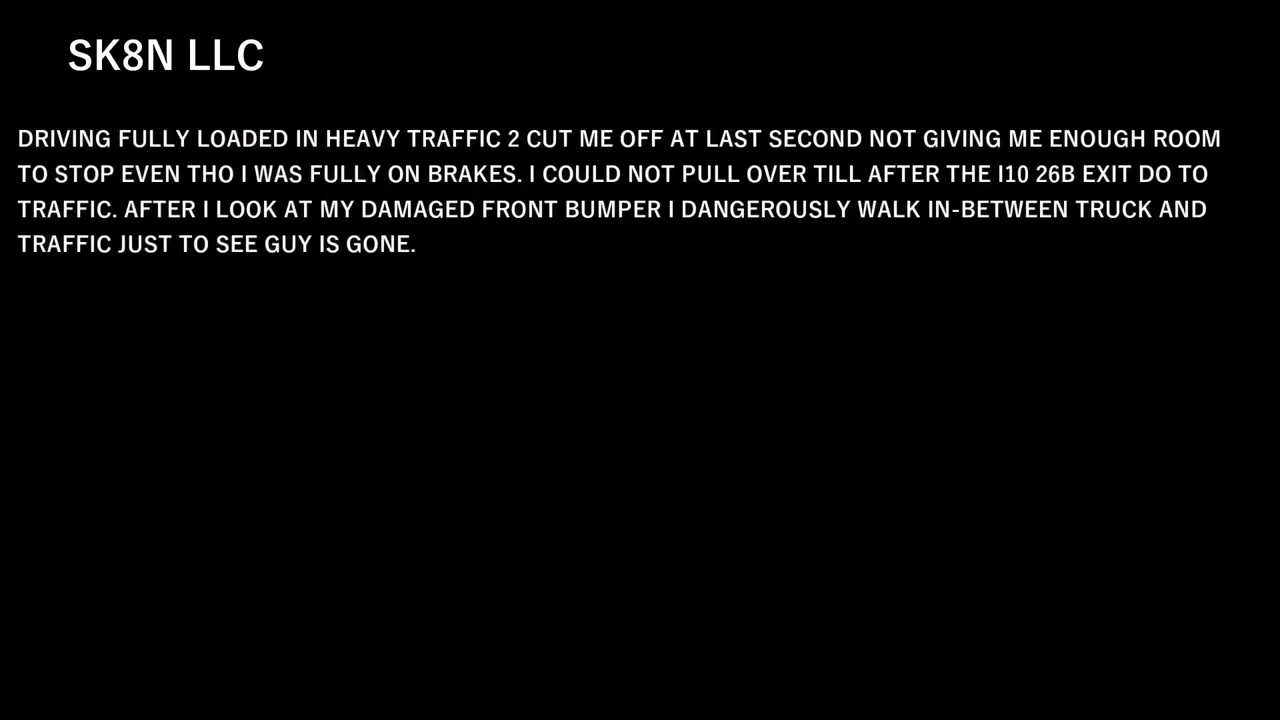 SK8N LLC
DRIVING FULLY LOADED IN HEAVY TRAFFIC 2 CUT ME OFF AT LAST SECOND NOT GIVING ME ENOUGH ROOM
TO STOP EVEN THO I WAS FULLY ON BRAKES. I COULD NOT PULL OVER TILL AFTER THE I10 26B EXIT DO TO
TRAFFIC. AFTER I LOOK AT MY DAMAGED FRONT BUMPER I DANGEROUSLY WALK IN-BETWEEN TRUCK AND
TRAFFIC JUST TO SEE GUY IS GONE.